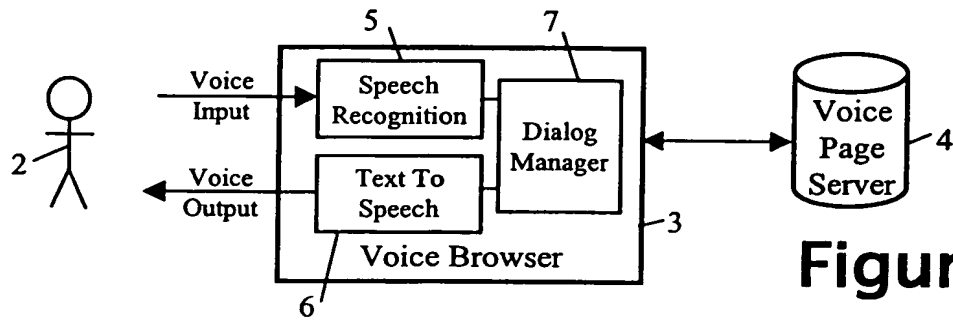 5
7
Voice
Input
Speech
Recognition
Dialog
Manager
Voice
Page
Server
4
2
Voice
Output
Text To
Speech
3
Voice Browser
6
Figur